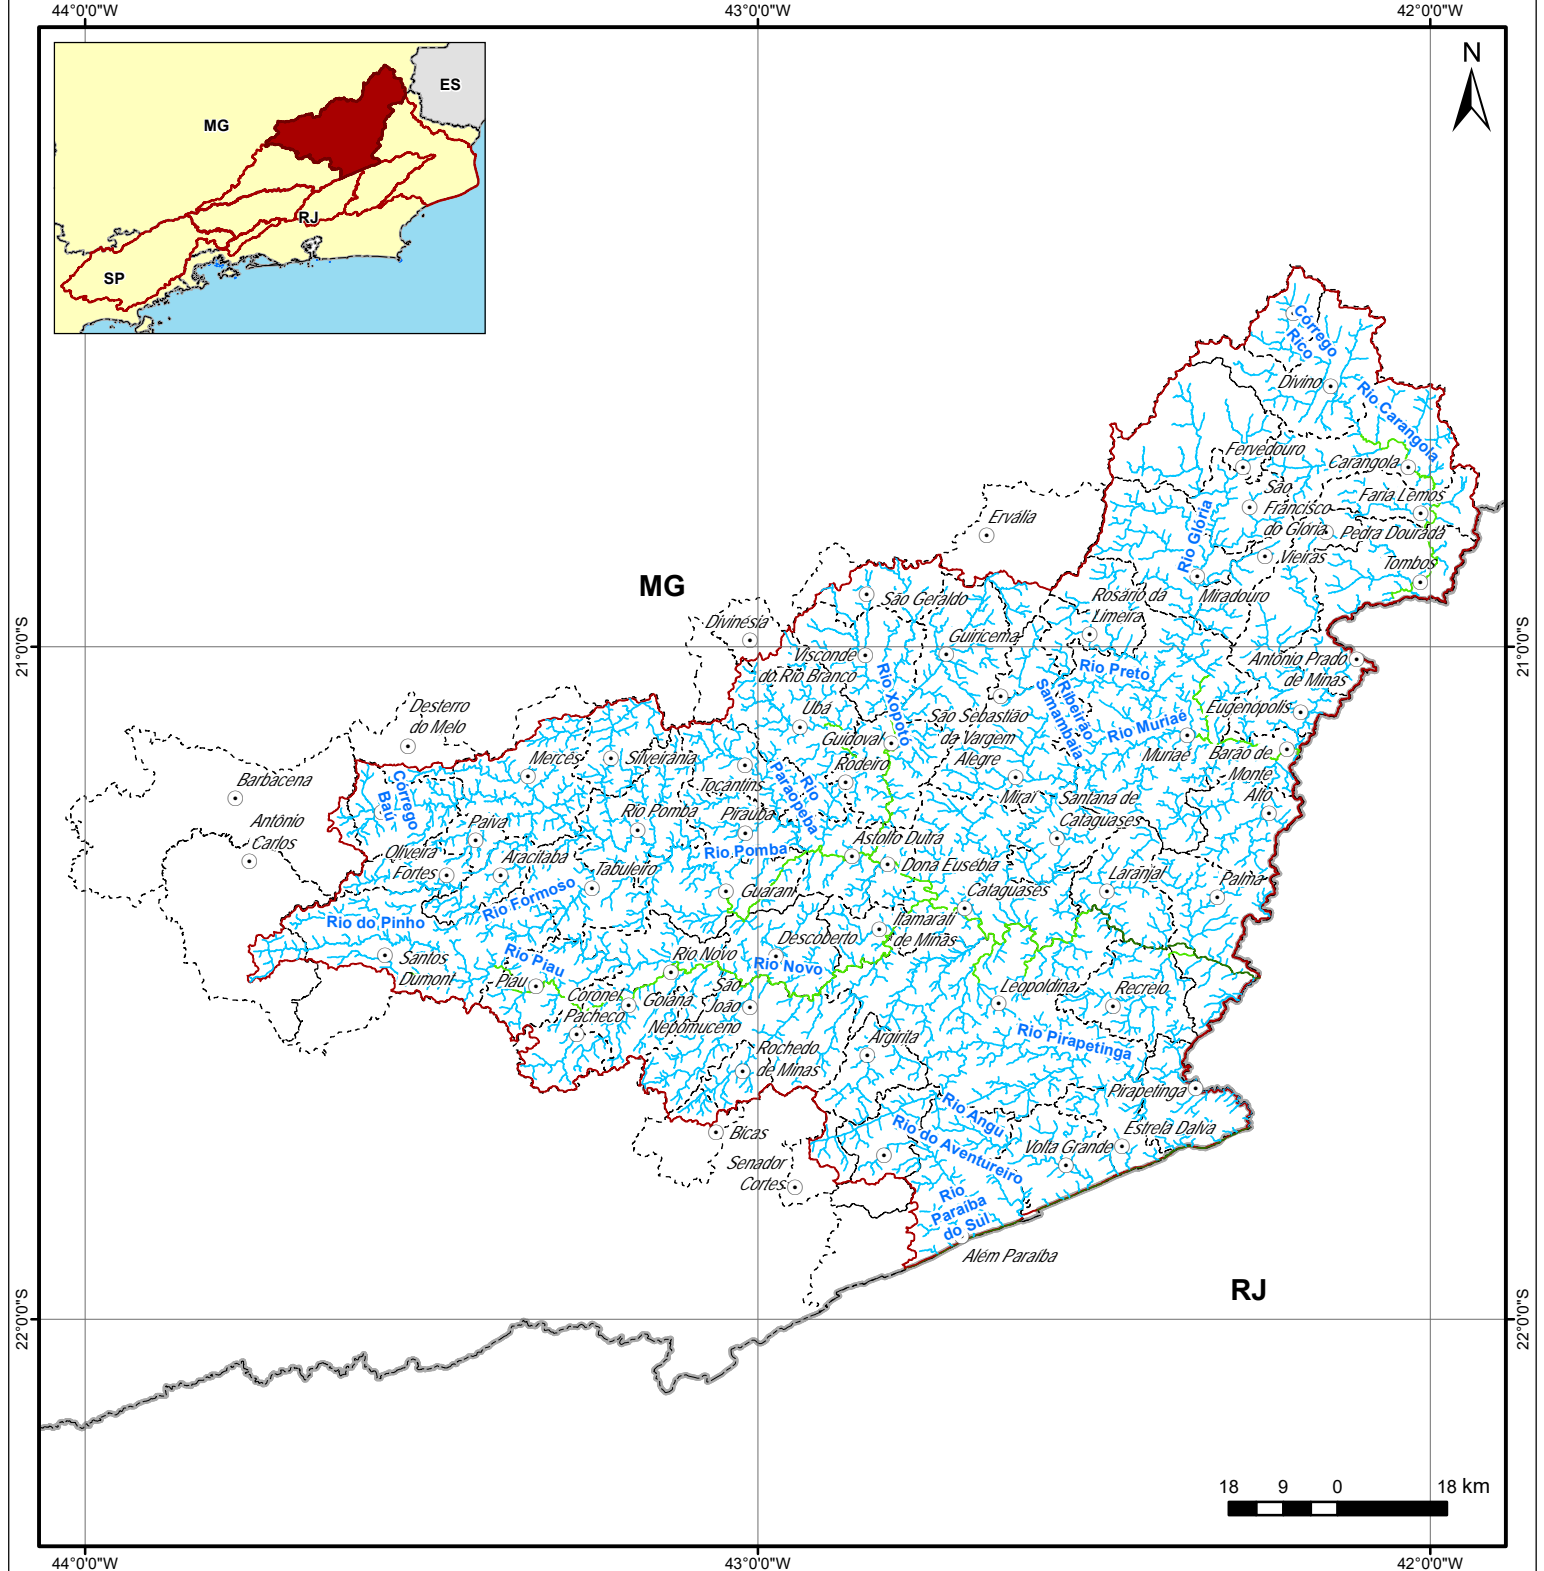 44°0'0"W
43°0'0"W
42°0'0"W
ES
MG
RJ
SP
N
Córrego
Rico
Divino
Rio Carangola
Fervedouro
Carangola
São
Francisco
do Glória
Faria Lemos
Pedra Dourada
Ervália
Rio Glória
Vieiras
Tombos
MG
São Geraldo
Rosário da
Limeira
Miradouro
Divinésia
Guiricema
21°0'0"S
21°0'0"S
Visconde
do Rio Branco
Rio Preto
Antônio Prado
de Minas
Rio Xopotó
Ribeirão
Samambaia
Desterro
do Melo
Ubá
São Sebastião
da Vargem
Alegre
Eugenópolis
Guidoval
Rio Muriaé
Muriaé
Barão de
Monte
Alto
Mercês
Silveirânia
Rodeiro
Barbacena
Córrego
Baú
Tocantins
Rio
Paraopeba
Miraí
Santana de
Cataguases
Antônio
Carlos
Paiva
Rio Pomba
Piraúba
Astolfo Dutra
Oliveira
Fortes
Aracitaba
Rio Pomba
Dona Eusébia
Tabuleiro
Laranjal
Palma
Rio Formoso
Guarani
Cataguases
Rio do Pinho
Itamarati
de Minas
Descoberto
Santos
Dumont
Rio Piau
Rio Novo
Rio Novo
Piau
Coronel
Pacheco
Goianá
São
João
Nepomuceno
Leopoldina
Recreio
Rochedo
de Minas
Argirita
Rio Pirapetinga
Pirapetinga
Rio Angu
Bicas
Rio do Aventureiro
Volta Grande
Estrela Dalva
Senador
Cortes
Rio
Paraíba
do Sul
Além Paraíba
RJ
22°0'0"S
22°0'0"S
18 9 0 18 km
44°0'0"W
43°0'0"W
42°0'0"W